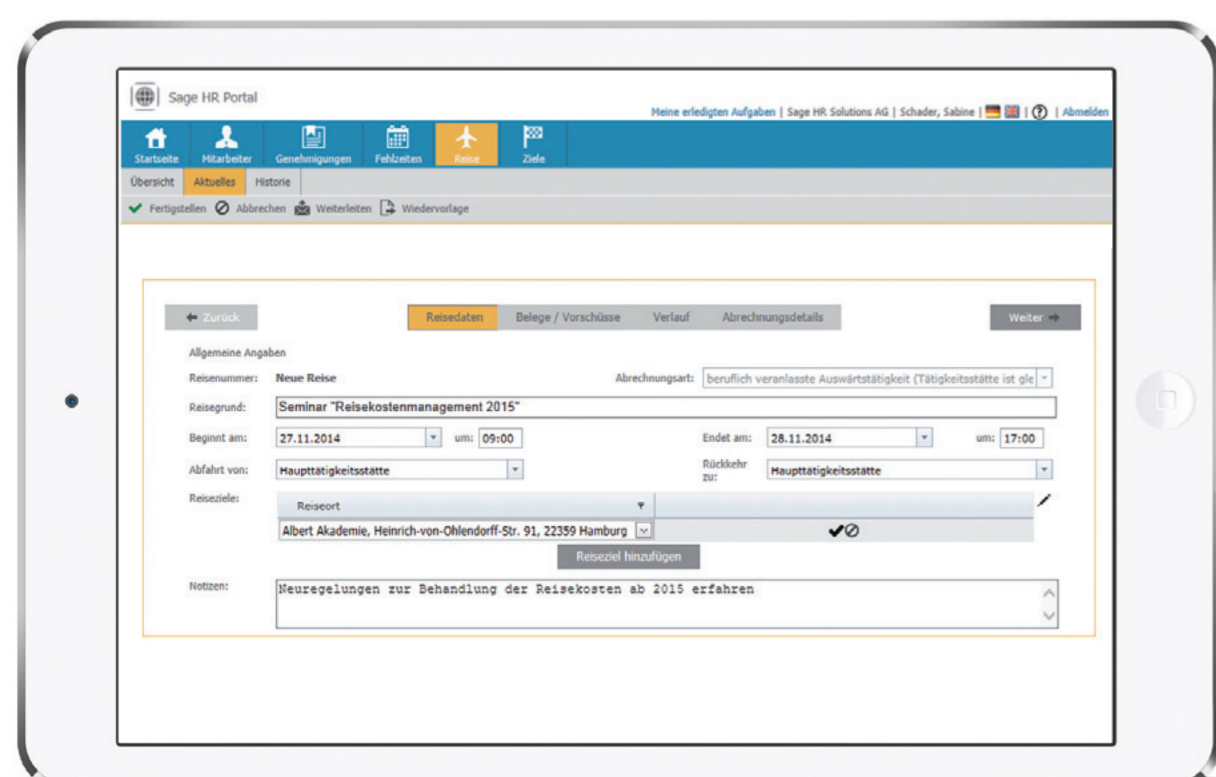 Sage HR Portal
Meine erledigten Aufgaben | Sage HR Solutions AG | Schader, Sabine | | ? | Abmelden
Startseite Mitarbeiter Genehmigungen Fehlzeiten Reise Ziele
Übersicht Aktuelles Historie
Fertigstellen Abbrechen Weiterleiten Wiedervorlage
Zurück Reisedaten Belege / Vorschüsse Verlauf Abrechnungsdetails Weiter
Allgemeine Angaben
Reisenummer: Neue Reise Abrechnungsart: beruflich veranlasste Auswärtstätigkeit (Tätigkeitsstätte ist gle
Reisegrund: Seminar "Reisekostenmanagement 2015"
Beginnt am: 27.11.2014 um: 09:00 Endet am: 28.11.2014 um: 17:00
Abfahrt von: Haupttätigkeitsstätte Rückkehr zu: Haupttätigkeitsstätte
Reiseziele: Reiseort
Albert Akademie, Heinrich-von-Ohlendorff-Str. 91, 22359 Hamburg
Reiseziel hinzufügen
Notizen: Neuregelungen zur Behandlung der Reisekosten ab 2015 erfahren